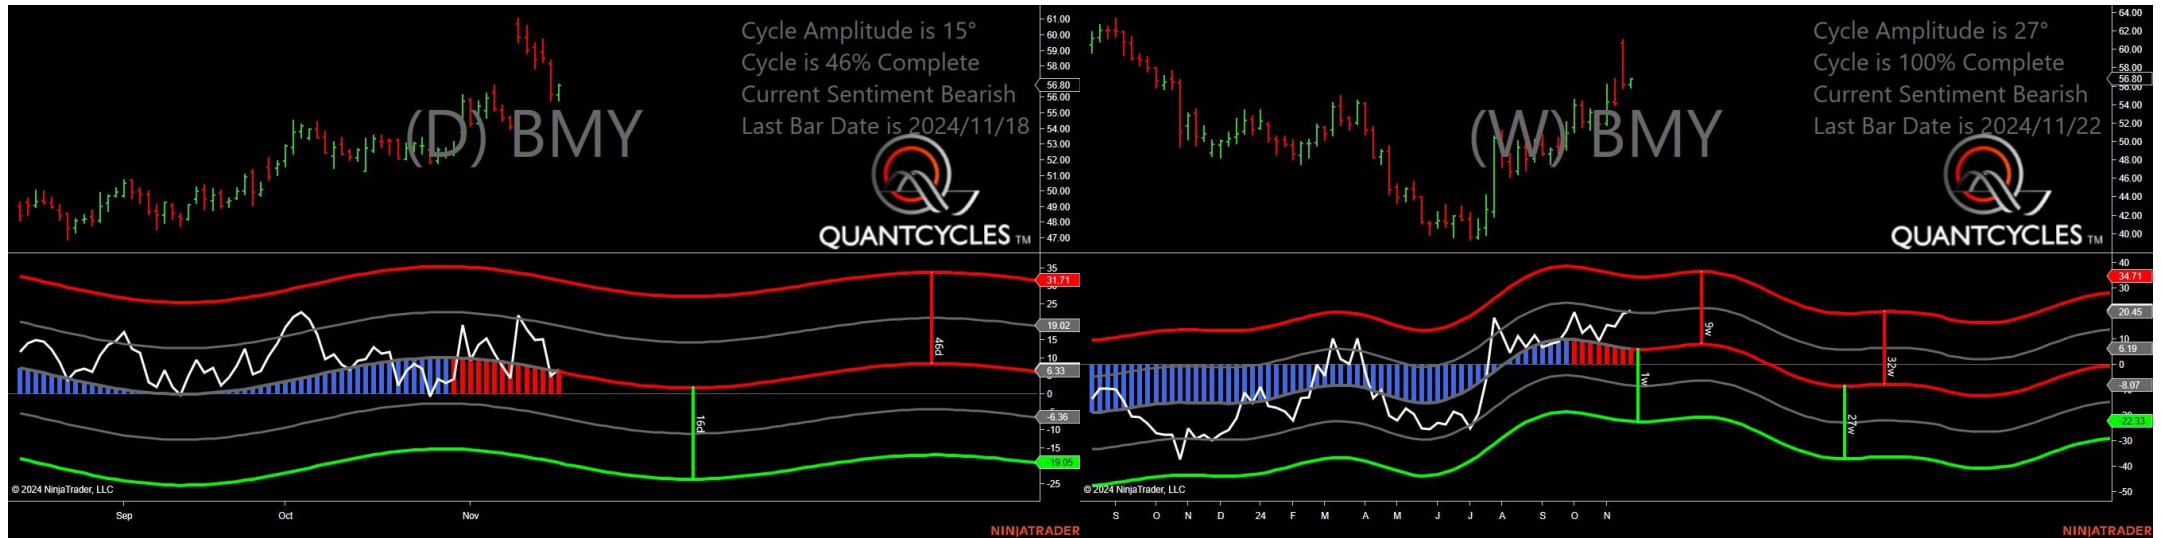 Cycle Amplitude is 15°
Cycle is 46% Complete
Current Sentiment Bearish
Last Bar Date is 2024/11/18
(D) BMY
QUANTCYCLES TM
61.00
60.00
59.00
58.00
56.80
56.00
55.00
54.00
53.00
52.00
51.00
50.00
49.00
48.00
47.00
35
31.71
25
19.02
15
10
6.33
0
-6.36
-10
-15
-19.05
-25
46d
16d
© 2024 NinjaTrader, LLC
Sep Oct Nov
NINJATRADER
Cycle Amplitude is 27°
Cycle is 100% Complete
Current Sentiment Bearish
Last Bar Date is 2024/11/22
(W) BMY
QUANTCYCLES TM
64.00
62.00
60.00
58.00
56.80
56.00
54.00
52.00
50.00
48.00
46.00
44.00
42.00
40.00
40
34.71
30
20.45
10
6.19
0
-8.07
-22.33
-30
-40
-50
9w
1w
32w
27w
© 2024 NinjaTrader, LLC
S O N D 24 F M A M J J A S O N
NINJATRADER